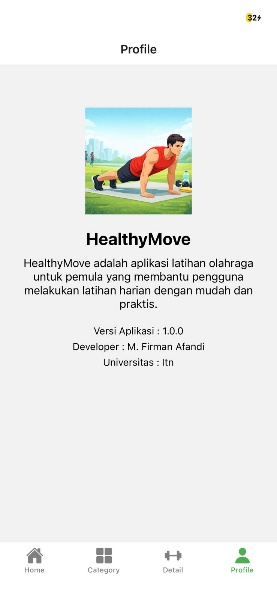 32
Profile
HealthyMove
HealthyMove adalah aplikasi latihan olahraga
untuk pemula yang membantu pengguna
melakukan latihan harian dengan mudah dan
praktis.
Versi Aplikasi : 1.0.0
Developer : M. Firman Afandi
Universitas : Itn
Home
Category
Detail
Profile